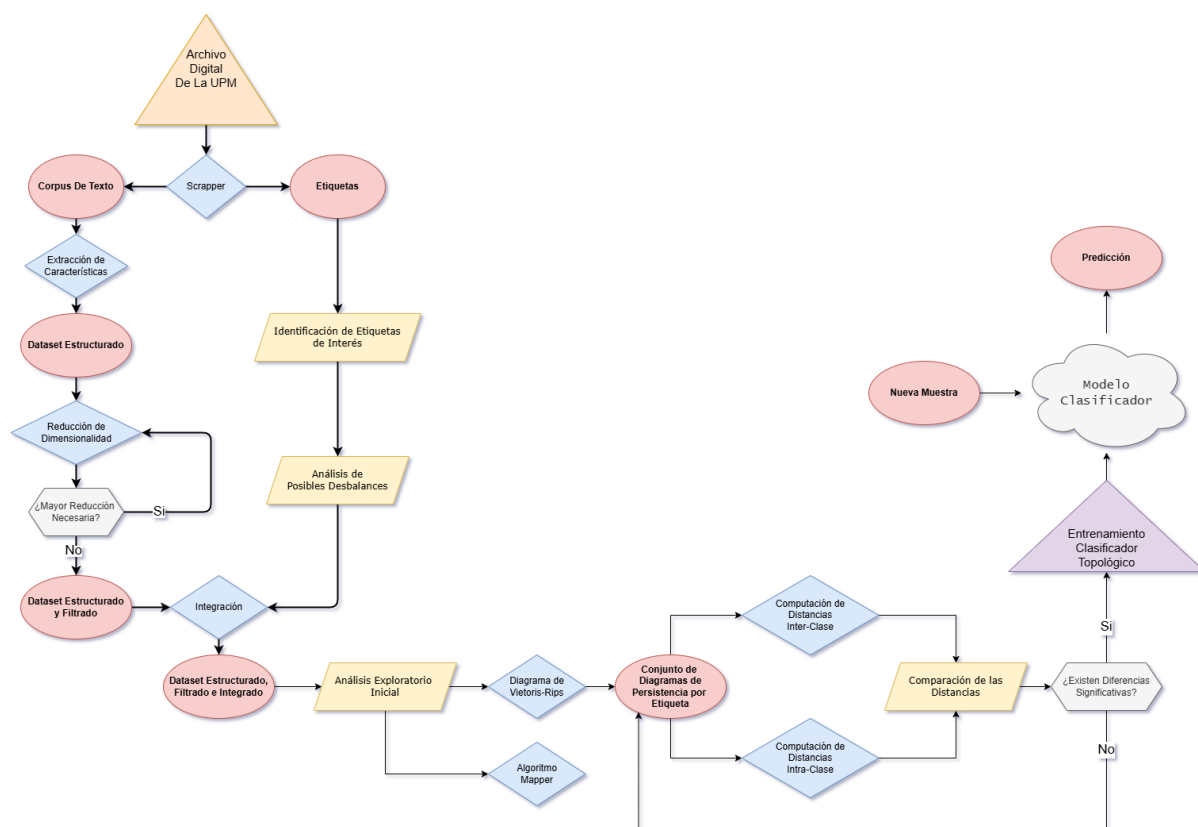 Archivo
Digital
De La UPM
Corpus De Texto
Scrapper
Etiquetas
Extracción de
Características
Predicción
Identificación de Etiquetas
de Interés
Dataset Estructurado
Nueva Muestra
Modelo
Clasificador
Reducción de
Dimensionalidad
Análisis de
Posibles Desbalances
¿Mayor Reducción
Necesaria?
Si
No
Entrenamiento
Clasificador
Topológico
Dataset Estructurado
y Filtrado
Integración
Computación de
Distancias
Inter-Clase
Si
Dataset Estructurado,
Filtrado e Integrado
Análisis Exploratorio
Inicial
Diagrama de
Vietoris-Rips
Conjunto de
Diagramas de
Persistencia por
Etiqueta
Comparación de las
Distancias
¿Existen Diferencias
Significativas?
No
Computación de
Distancias
Intra-Clase
Algoritmo
Mapper